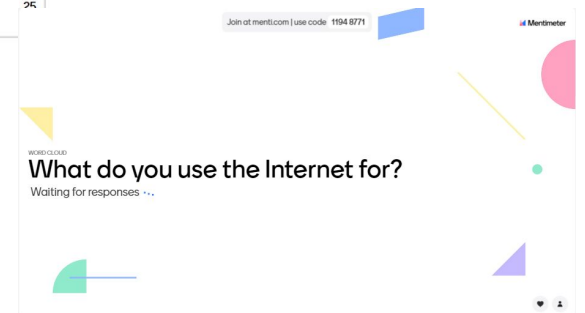 25
Join at menti.com | use code 1194 8771
Mentimeter
WORD CLOUD
What do you use the Internet for?
Waiting for responses ...